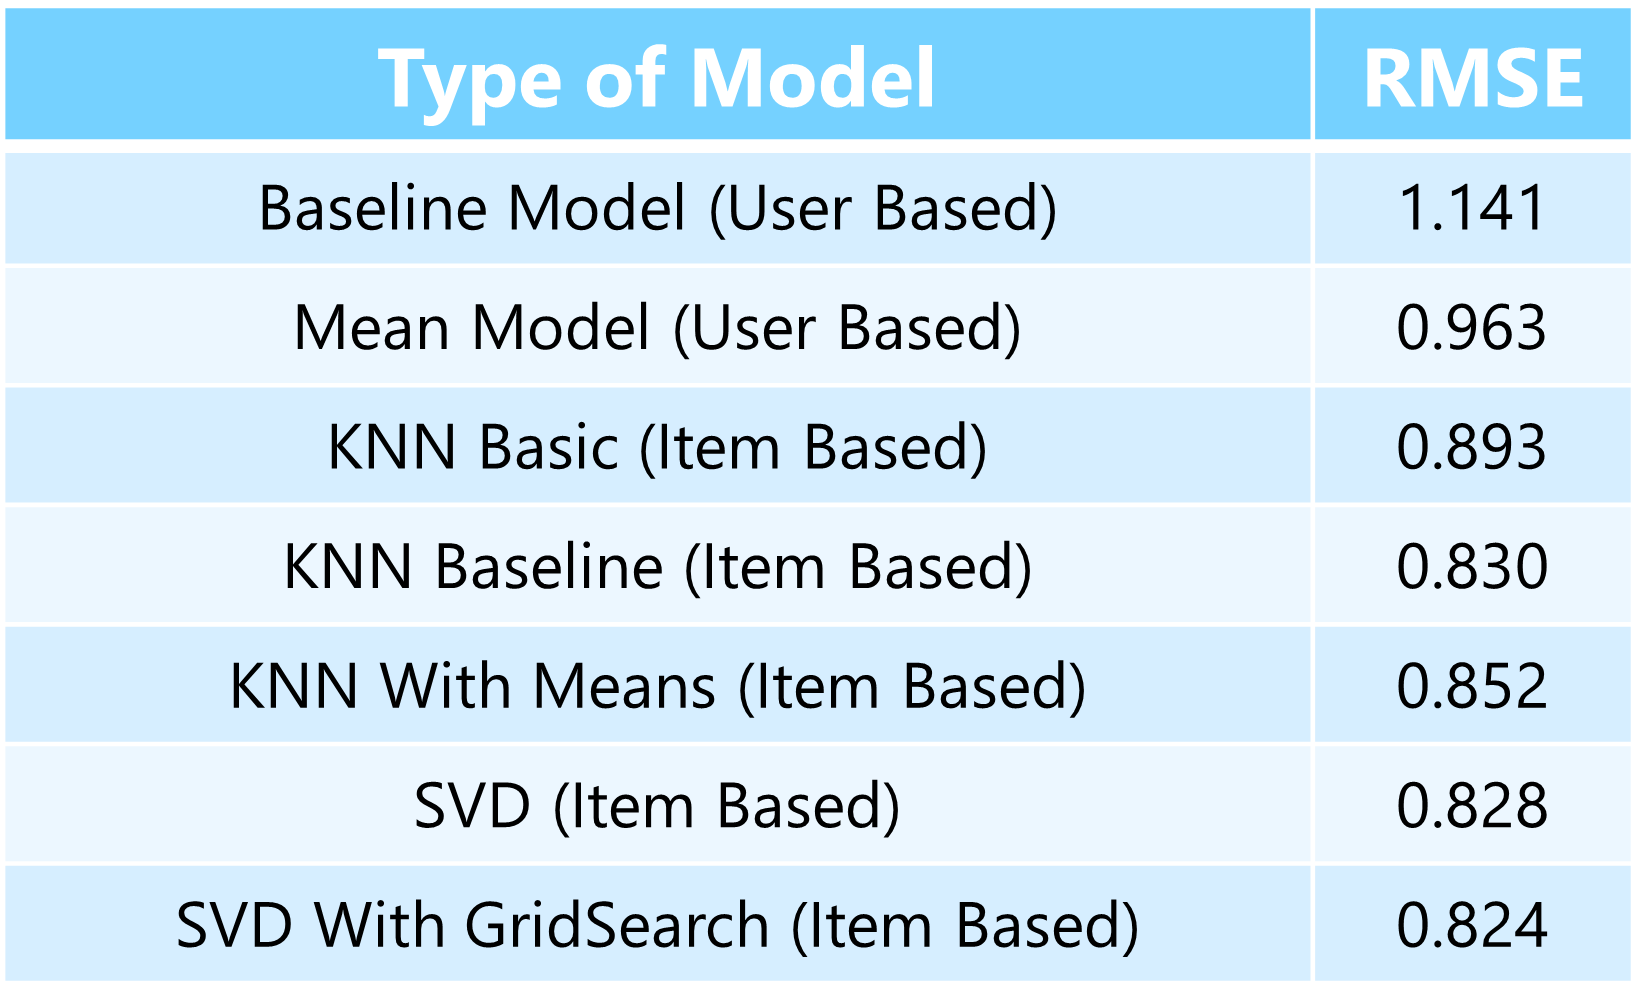 Type of Model RMSE
Baseline Model (User Based) 1.141
Mean Model (User Based) 0.963
KNN Basic (Item Based) 0.893
KNN Baseline (Item Based) 0.830
KNN With Means (Item Based) 0.852
SVD (Item Based) 0.828
SVD With GridSearch (Item Based) 0.824